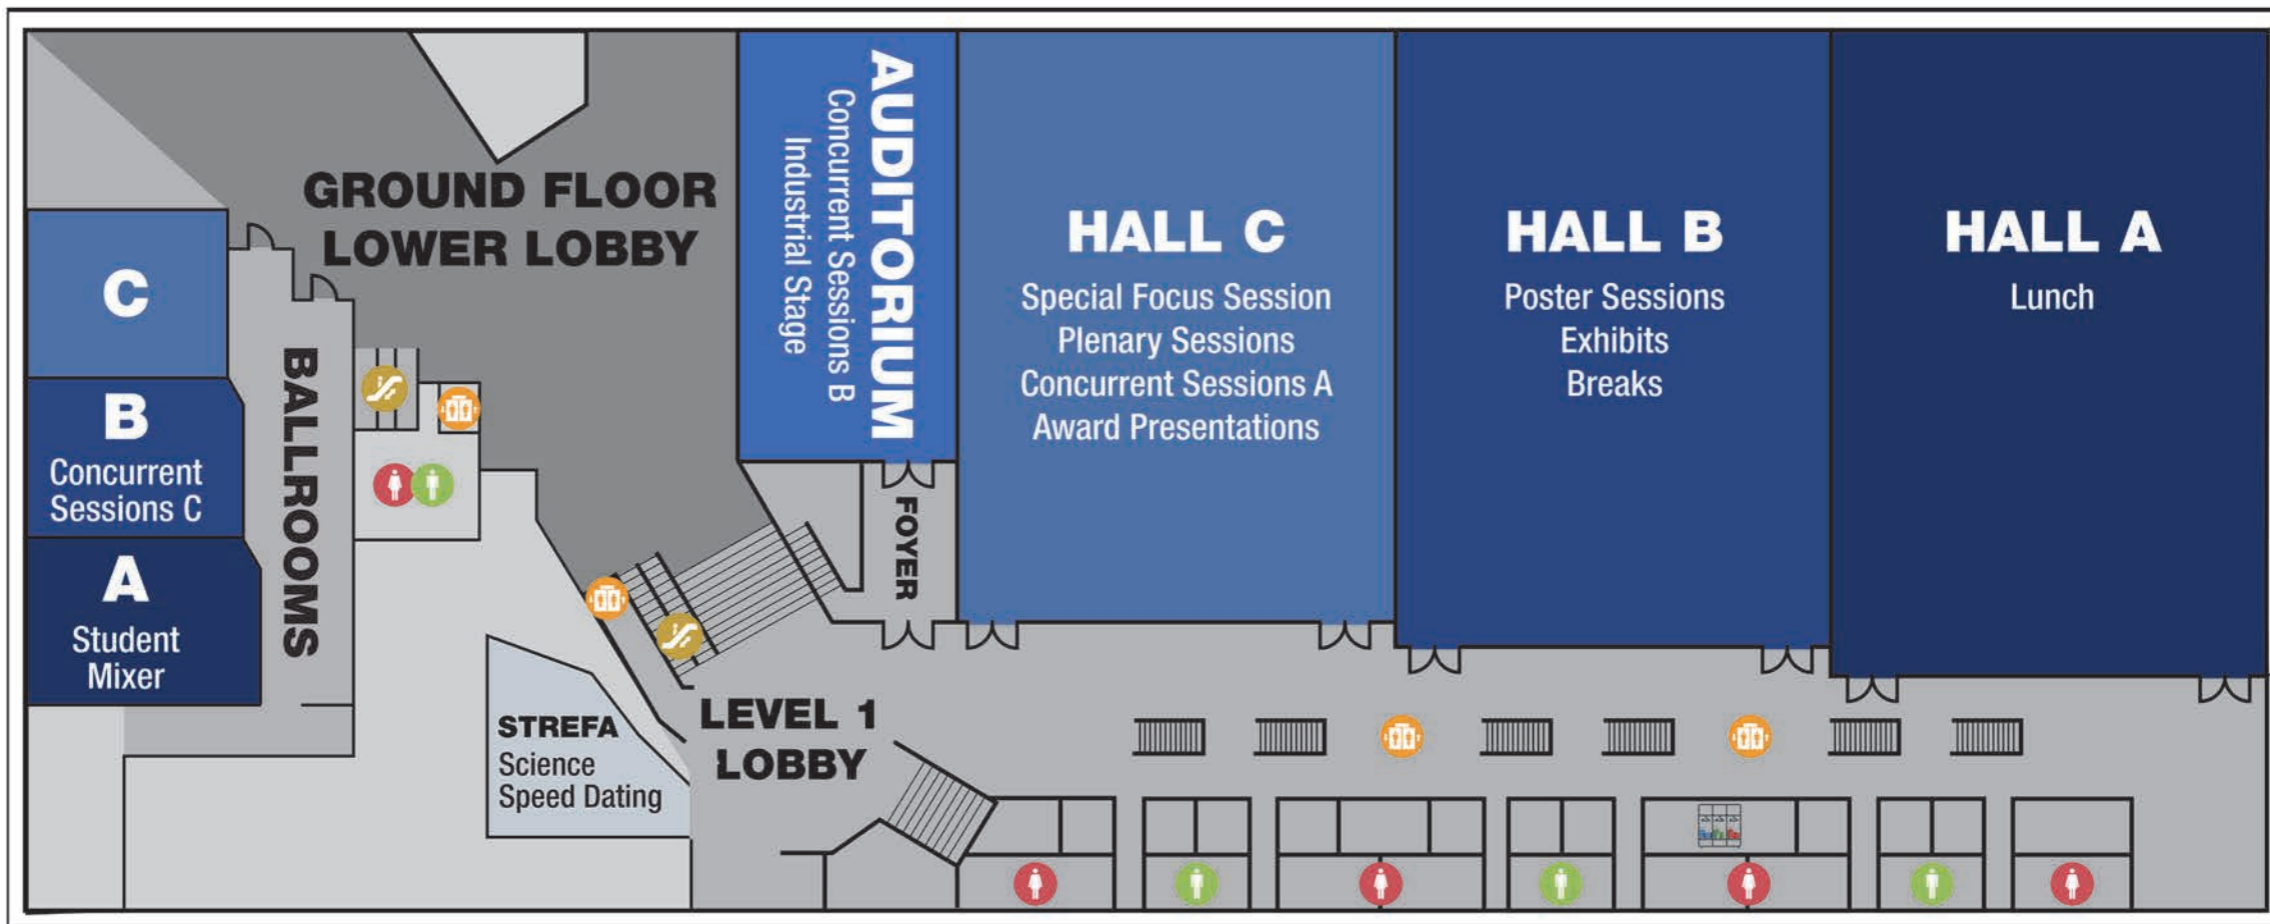 GROUND FLOOR
LOWER LOBBY
C
B
Concurrent
Sessions C
A
Student
Mixer
BALLROOMS
STREFA
Science
Speed Dating
LEVEL 1
LOBBY
AUDITORIUM
Concurrent Sessions B
Industrial Stage
FOYER
HALL C
Special Focus Session
Plenary Sessions
Concurrent Sessions A
Award Presentations
HALL B
Poster Sessions
Exhibits
Breaks
HALL A
Lunch